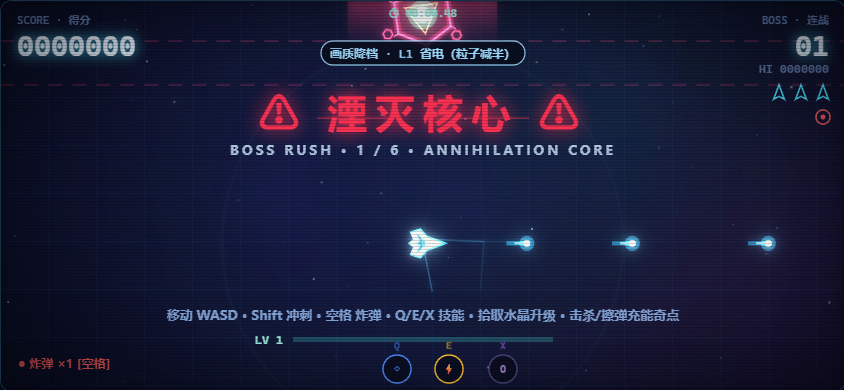 SCORE · 得分
0000000
画质降档 · L1 省电（粒子减半）
BOSS · 连战
01
HI 0000000
湮灭核心
BOSS RUSH • 1 / 6 • ANNIHILATION CORE
移动 WASD • Shift 冲刺 • 空格 炸弹 • Q/E/X 技能 • 拾取水晶升级 • 击杀/擦弹充能奇点
LV 1
Q E X
0
炸弹 ×1 [空格]